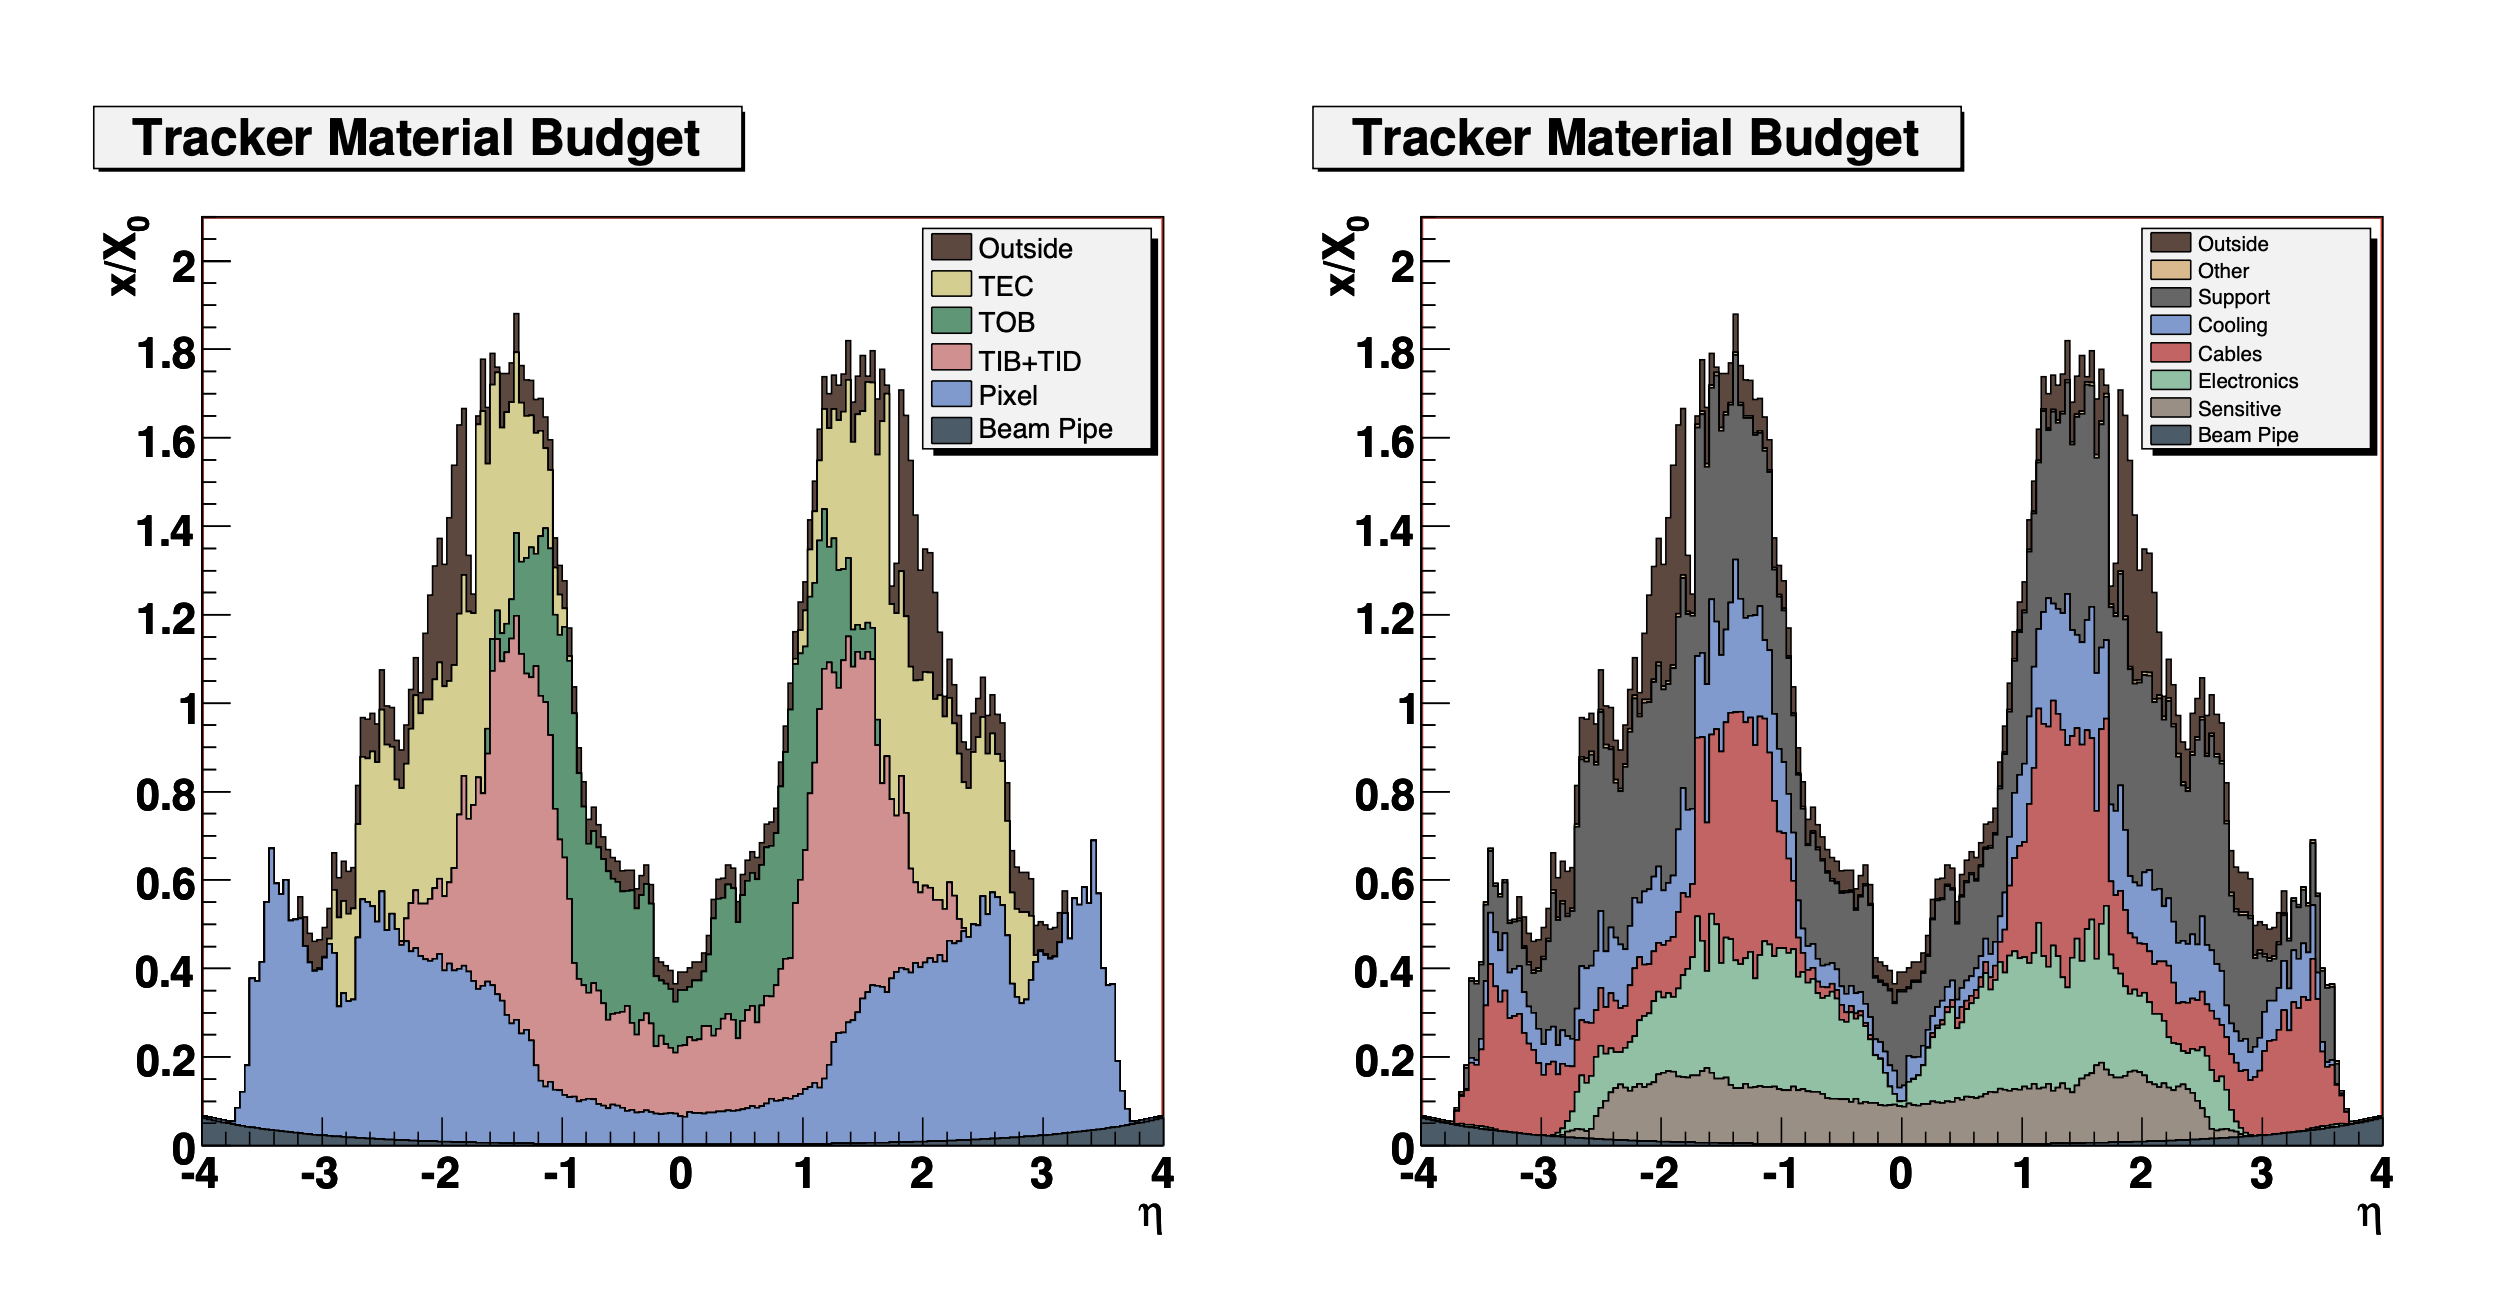 Tracker Material Budget
x/X0
2
1.8
1.6
1.4
1.2
1
0.8
0.6
0.4
0.2
0
-4 -3 -2 -1 0 1 2 3 4
η
Outside
TEC
TOB
TIB+TID
Pixel
Beam Pipe
Tracker Material Budget
x/X0
2
1.8
1.6
1.4
1.2
1
0.8
0.6
0.4
0.2
0
-4 -3 -2 -1 0 1 2 3 4
η
Outside
Other
Support
Cooling
Cables
Electronics
Sensitive
Beam Pipe